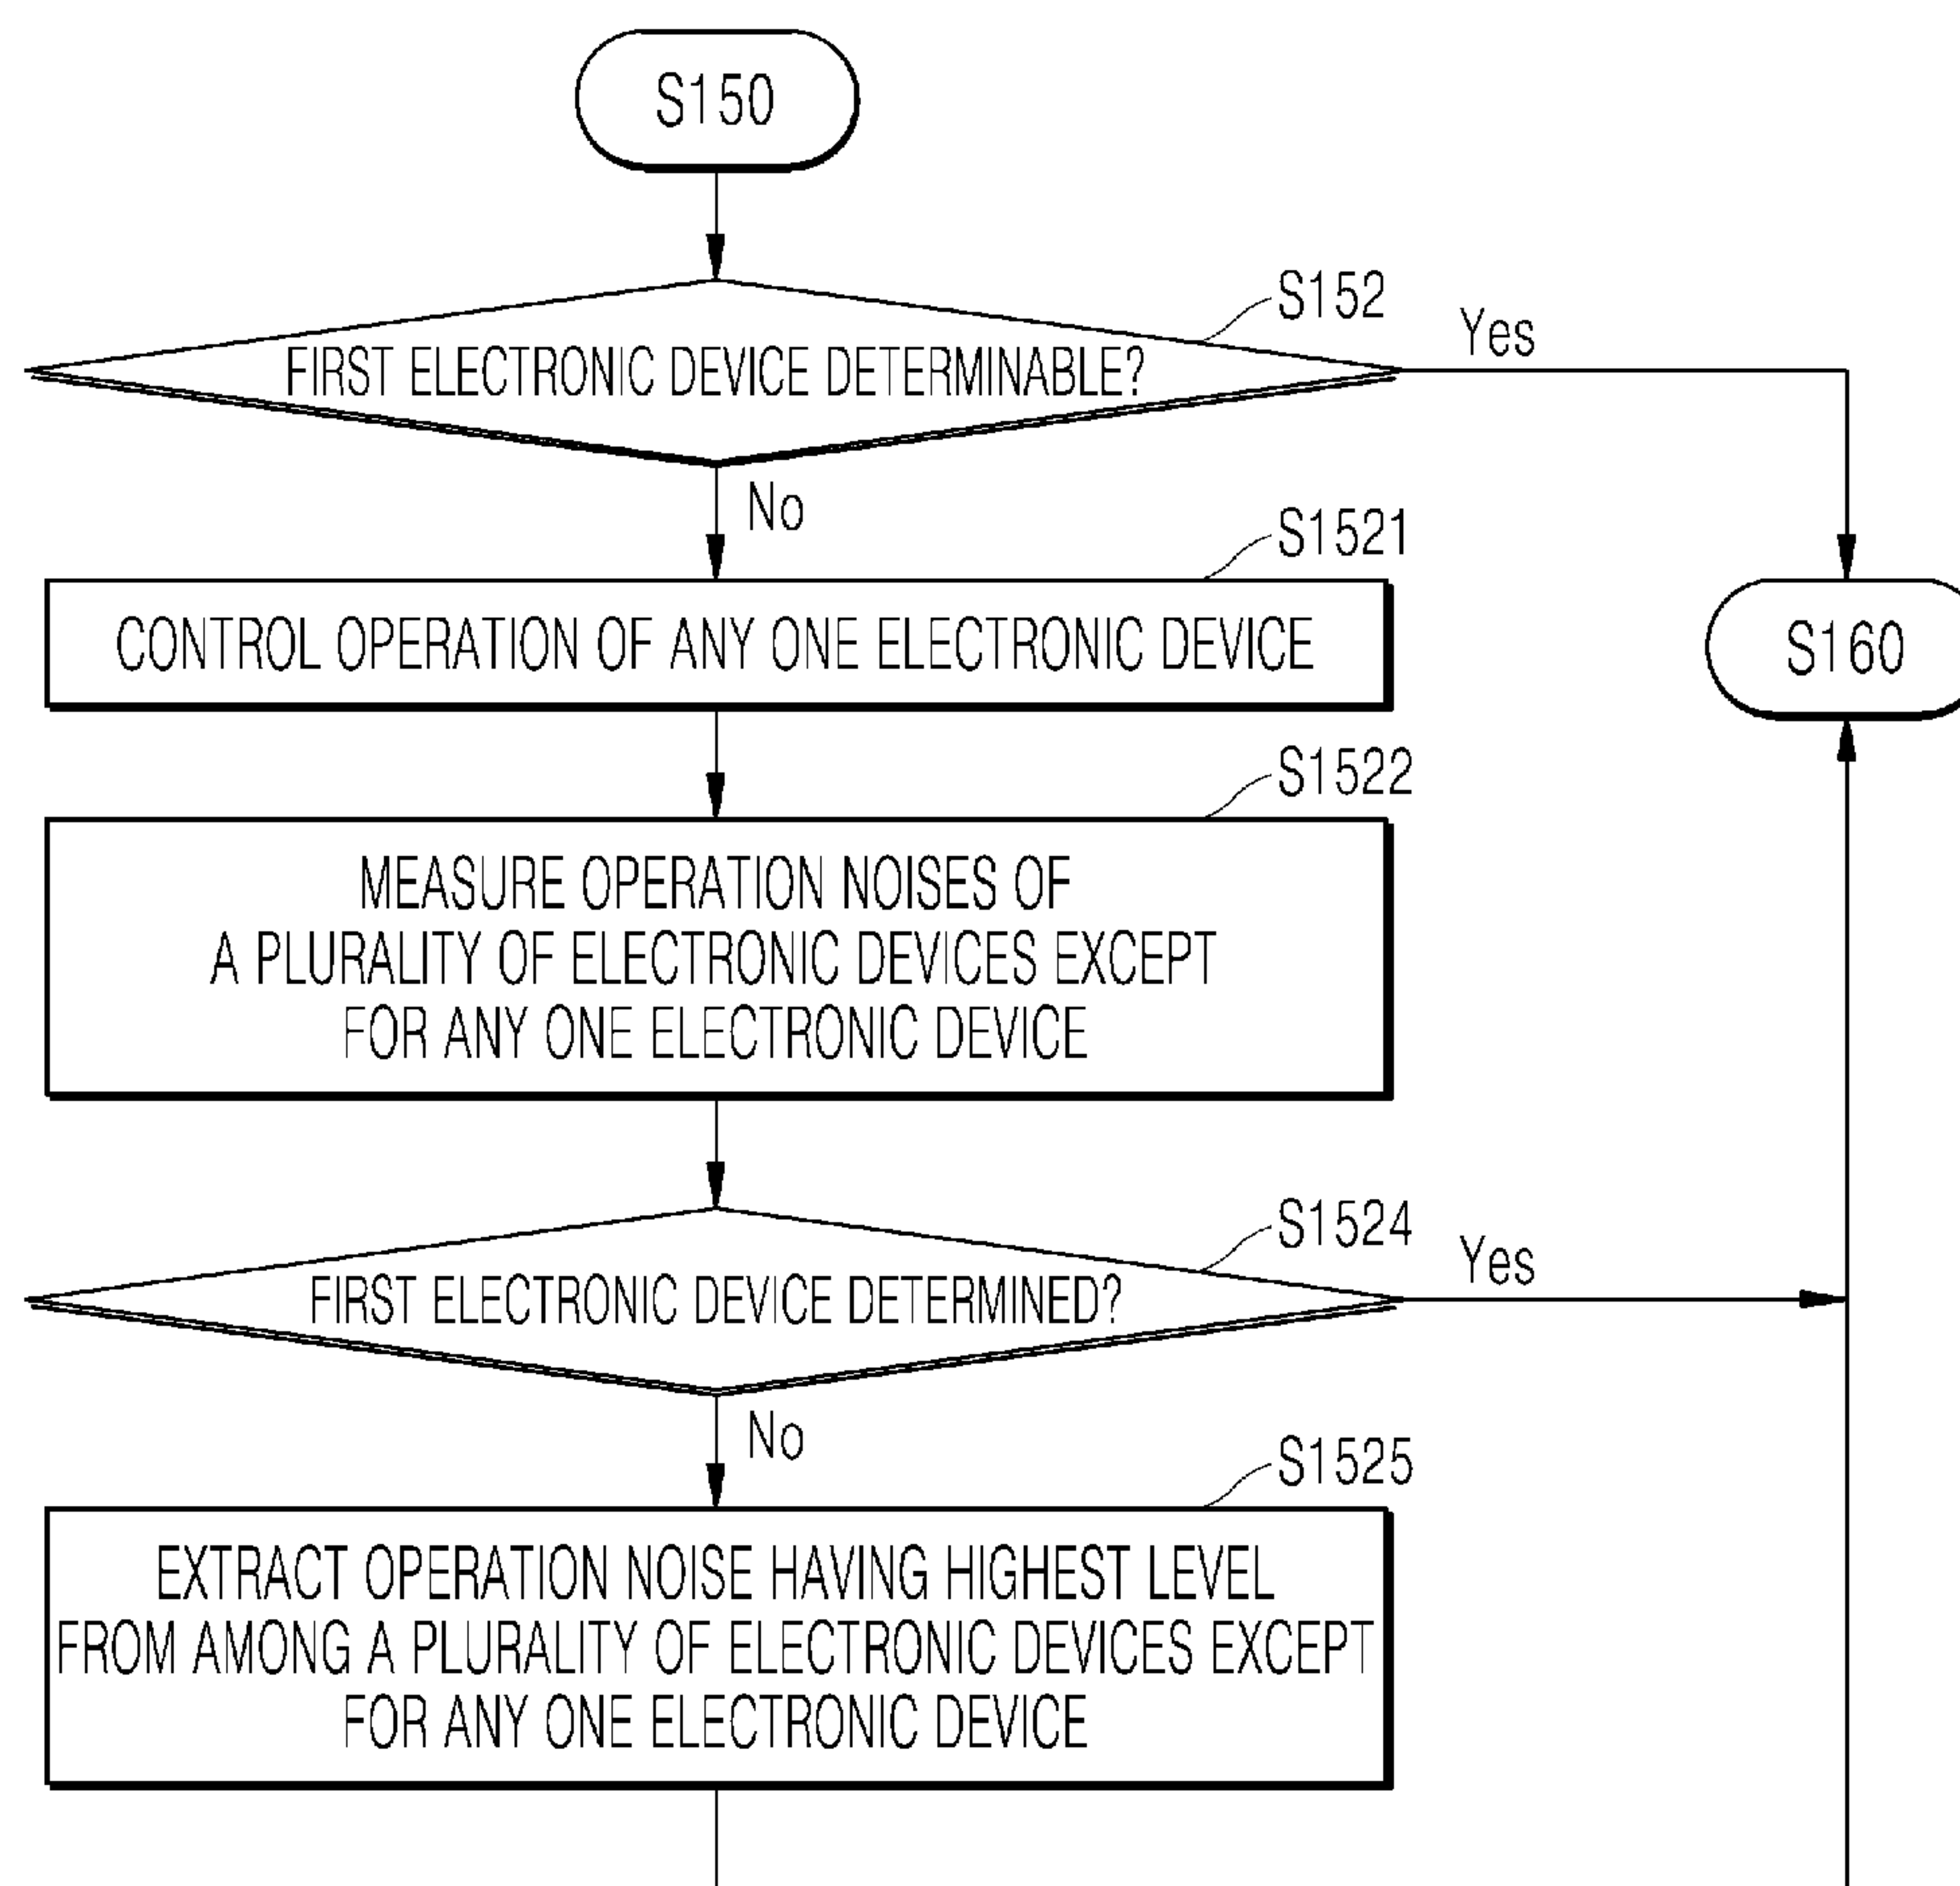 S150
S152
FIRST ELECTRONIC DEVICE DETERMINABLE?
Yes
No
S1521
CONTROL OPERATION OF ANY ONE ELECTRONIC DEVICE
S160
S1522
MEASURE OPERATION NOISES OF
A PLURALITY OF ELECTRONIC DEVICES EXCEPT
FOR ANY ONE ELECTRONIC DEVICE
S1524
FIRST ELECTRONIC DEVICE DETERMINED?
Yes
No
S1525
EXTRACT OPERATION NOISE HAVING HIGHEST LEVEL
FROM AMONG A PLURALITY OF ELECTRONIC DEVICES EXCEPT
FOR ANY ONE ELECTRONIC DEVICE